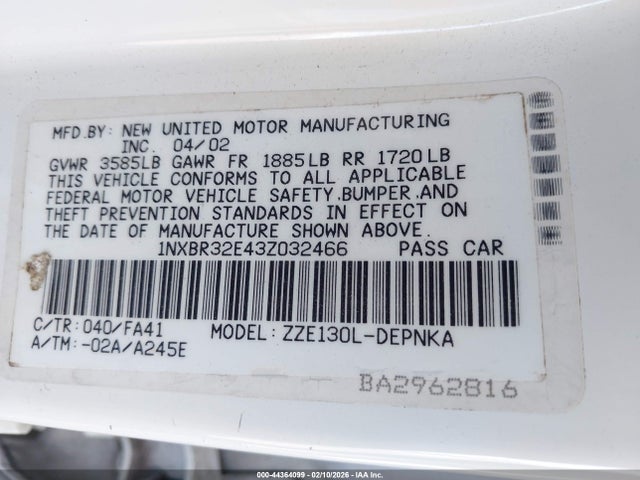 MFD.BY: NEW UNITED MOTOR MANUFACTURING
INC. 04/02
GVWR 3585LB GAWR FR 1885LB RR 1720LB
THIS VEHICLE CONFORMS TO ALL APPLICABLE
FEDERAL MOTOR VEHICLE SAFETY,BUMPER,AND
THEFT PREVENTION STANDARDS IN EFFECT ON
THE DATE OF MANUFACTURE SHOWN ABOVE.
1NXBR32E43Z032466 PASS CAR
C/TR: 040/FA41 MODEL: ZZE130L-DEPNKA
A/TM: -02A/A245E
BA2962816
000-44364099 - 02/10/2026 - IAA Inc.